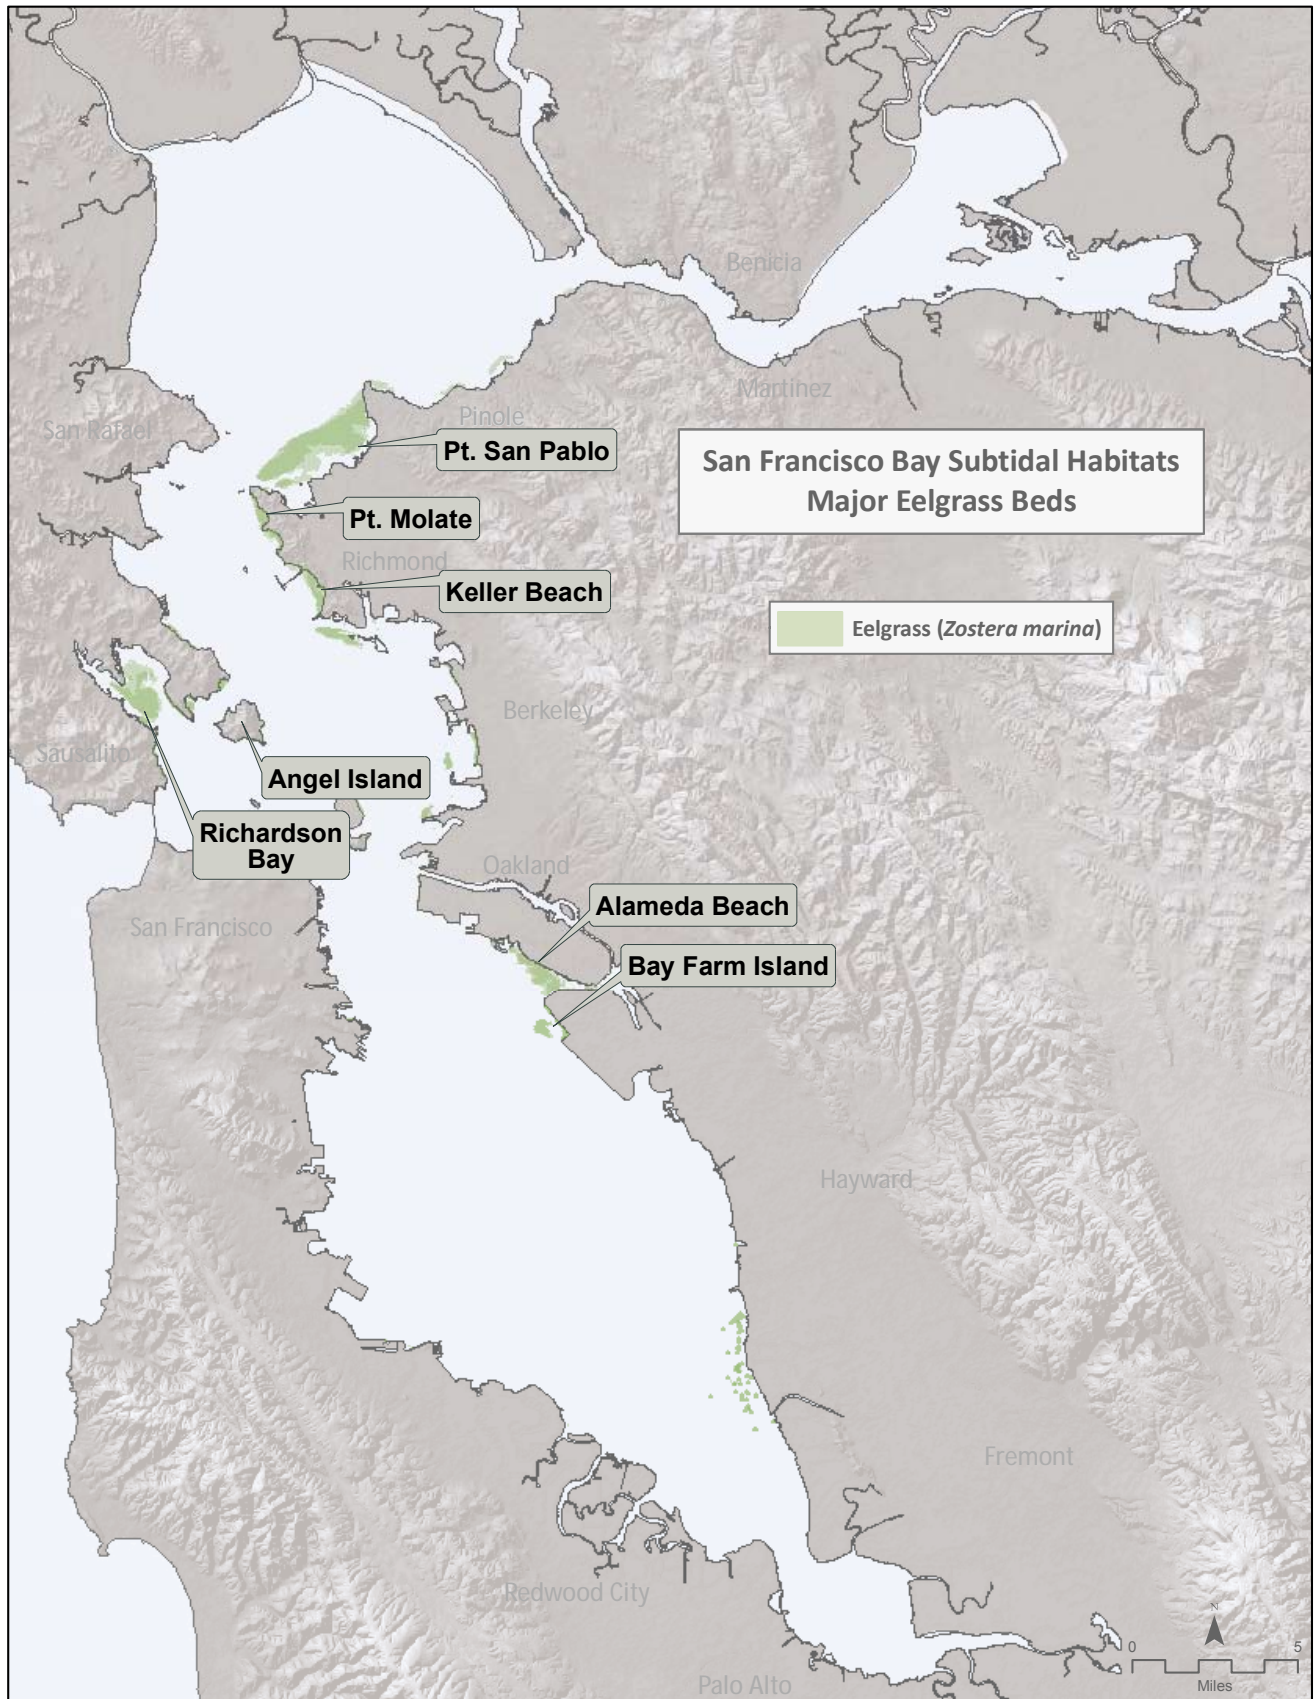 Benicia
Martinez
San Rafael
Pinole
Pt. San Pablo
San Francisco Bay Subtidal Habitats
Major Eelgrass Beds
Pt. Molate
Richmond
Keller Beach
Eelgrass (Zostera marina)
Berkeley
Sausalito
Angel Island
Richardson
Bay
Oakland
Alameda Beach
San Francisco
Bay Farm Island
Hayward
Fremont
Redwood City
Palo Alto
N
0
5
Miles